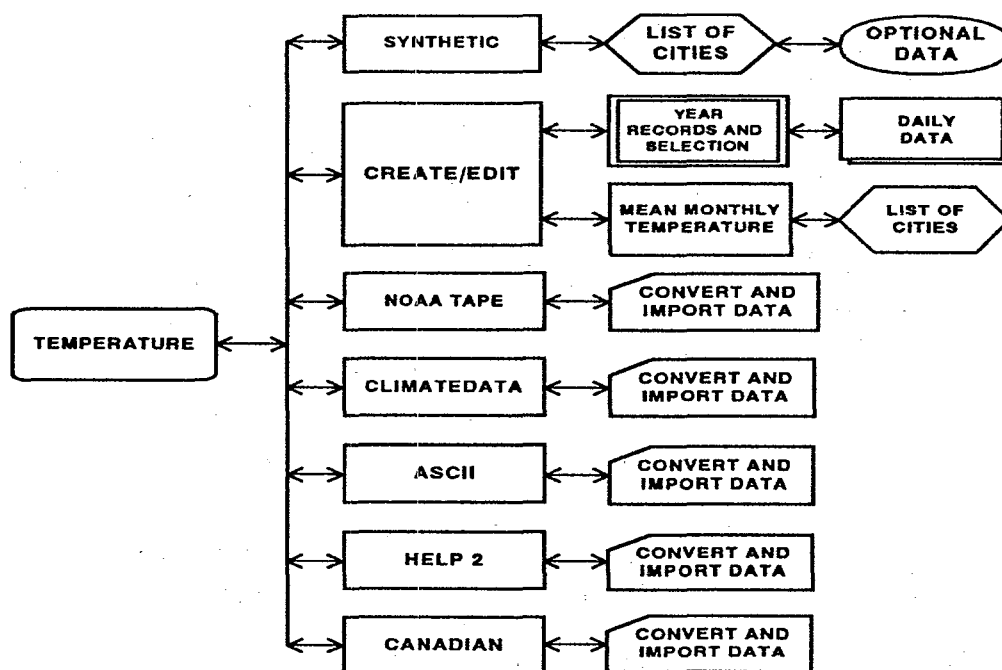 SYNTHETIC
LIST OF
CITIES
OPTIONAL
DATA
CREATE/EDIT
YEAR
RECORDS AND
SELECTION
DAILY
DATA
MEAN MONTHLY
TEMPERATURE
LIST OF
CITIES
TEMPERATURE
NOAA TAPE
CONVERT AND
IMPORT DATA
CLIMATEDATA
CONVERT AND
IMPORT DATA
ASCII
CONVERT AND
IMPORT DATA
HELP 2
CONVERT AND
IMPORT DATA
CANADIAN
CONVERT AND
IMPORT DATA